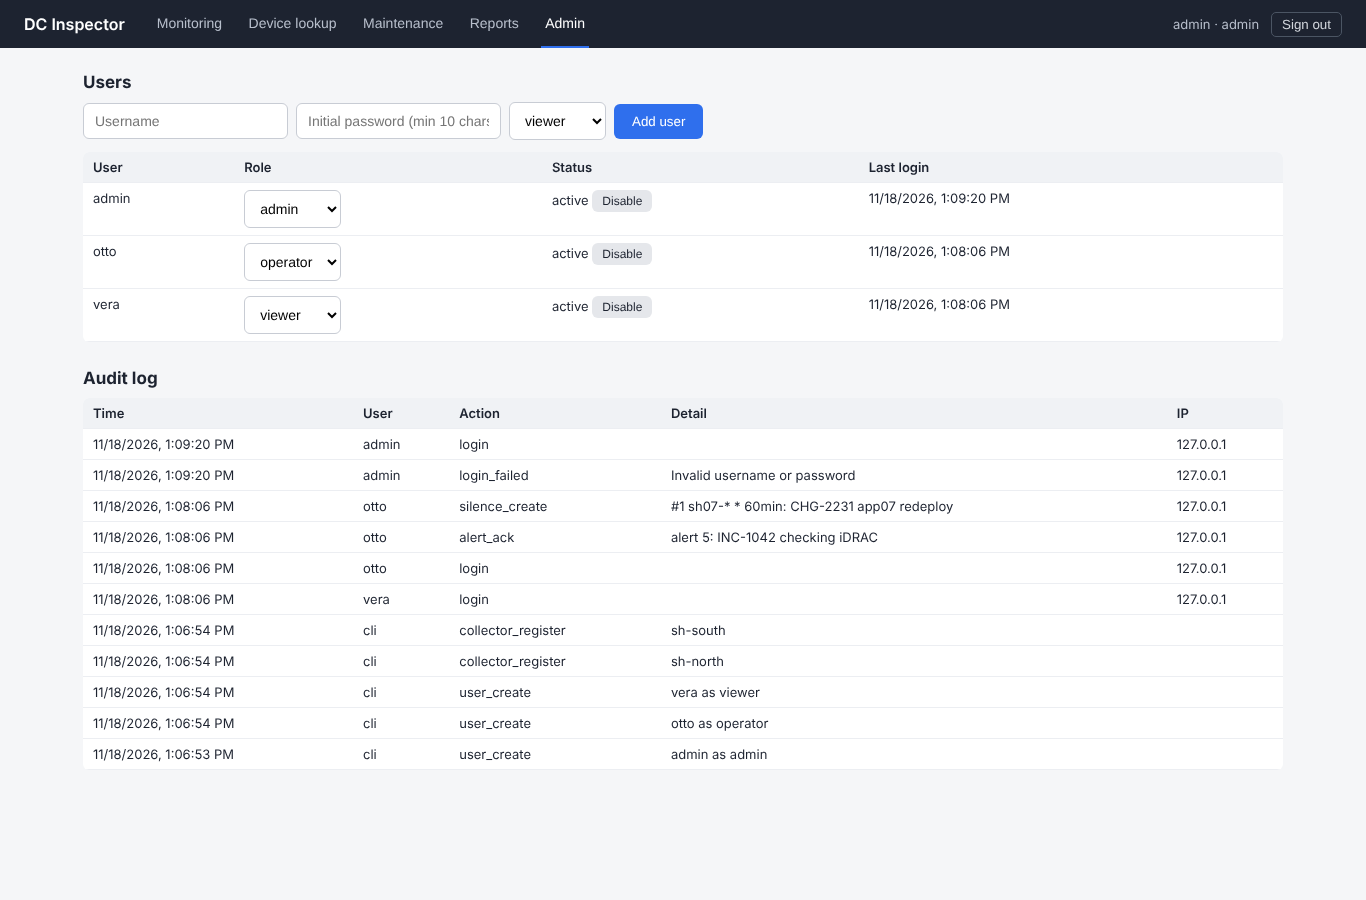 DC Inspector Monitoring Device lookup Maintenance Reports Admin admin · admin Sign out
Users
Username Initial password (min 10 chars viewer Add user
User Role Status Last login
admin admin active Disable 11/18/2026, 1:09:20 PM
otto operator active Disable 11/18/2026, 1:08:06 PM
vera viewer active Disable 11/18/2026, 1:08:06 PM
Audit log
Time User Action Detail IP
11/18/2026, 1:09:20 PM admin login 127.0.0.1
11/18/2026, 1:09:20 PM admin login_failed Invalid username or password 127.0.0.1
11/18/2026, 1:08:06 PM otto silence_create #1 sh07-* * 60min: CHG-2231 app07 redeploy 127.0.0.1
11/18/2026, 1:08:06 PM otto alert_ack alert 5: INC-1042 checking iDRAC 127.0.0.1
11/18/2026, 1:08:06 PM otto login 127.0.0.1
11/18/2026, 1:08:06 PM vera login 127.0.0.1
11/18/2026, 1:06:54 PM cli collector_register sh-south
11/18/2026, 1:06:54 PM cli collector_register sh-north
11/18/2026, 1:06:54 PM cli user_create vera as viewer
11/18/2026, 1:06:54 PM cli user_create otto as operator
11/18/2026, 1:06:53 PM cli user_create admin as admin